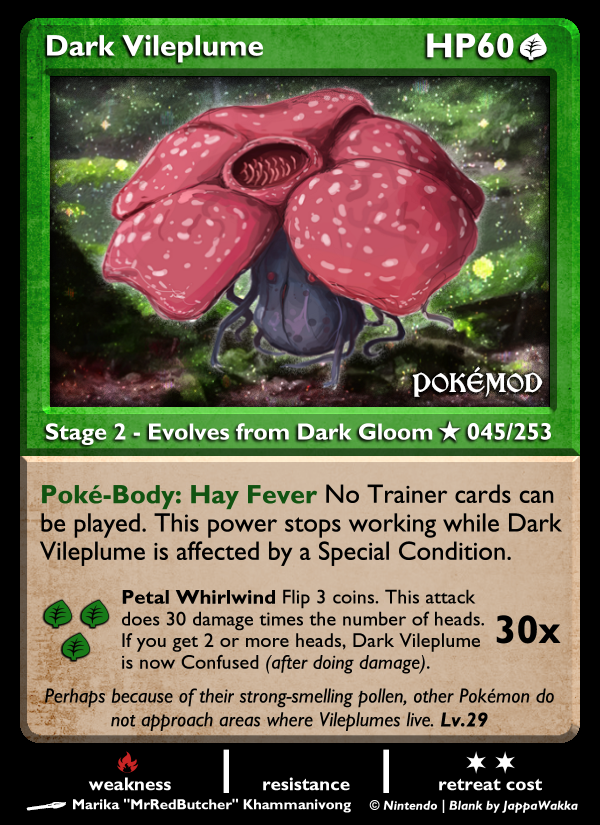 Dark Vileplume HP60
POKÉMOD
Stage 2 - Evolves from Dark Gloom ★ 045/253
Poké-Body: Hay Fever No Trainer cards can
be played. This power stops working while Dark
Vileplume is affected by a Special Condition.
Petal Whirlwind Flip 3 coins. This attack
does 30 damage times the number of heads.
If you get 2 or more heads, Dark Vileplume
is now Confused (after doing damage).
30x
Perhaps because of their strong-smelling pollen, other Pokémon do
not approach areas where Vileplumes live. Lv.29
weakness resistance retreat cost
Marika "MrRedButcher" Khammanivong © Nintendo | Blank by JappaWakka